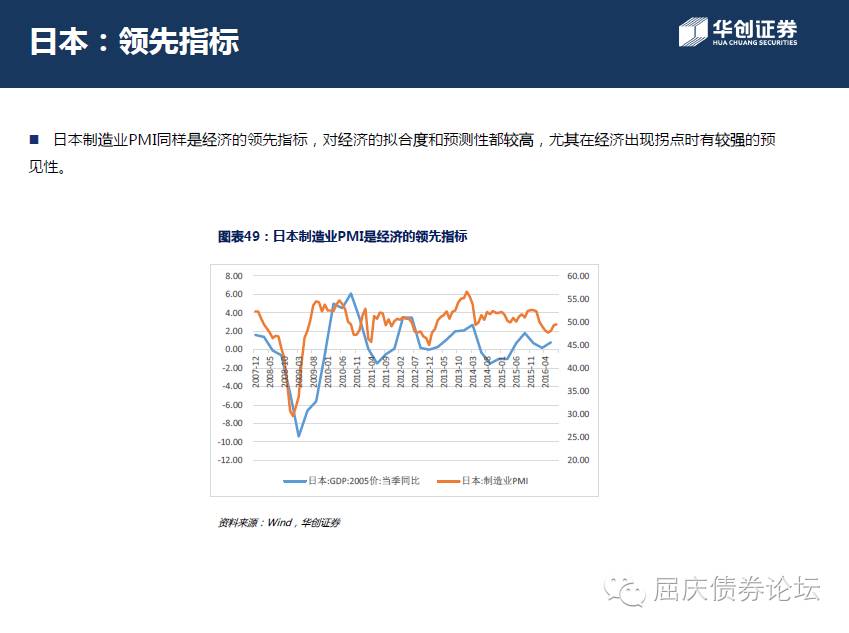 日本：领先指标
华创证券
HUA CHUANG SECURITIES
■ 日本制造业PMI同样是经济的领先指标，对经济的拟合度和预测性都较高，尤其在经济出现拐点时有较强的预
见性。
图表49：日本制造业PMI是经济的领先指标
8.00 60.00
6.00 55.00
4.00 50.00
2.00 45.00
0.00 40.00
-2.00 35.00
-4.00 30.00
-6.00 25.00
-8.00 20.00
-10.00
-12.00
2007-12 2008-05 2008-10 2009-03 2009-08 2010-01 2010-06 2010-11 2011-04 2011-09 2012-02 2012-07 2012-12 2013-05 2013-10 2014-03 2014-08 2015-01 2015-06 2015-11 2016-04
日本:GDP:2005价:当季同比 日本:制造业PMI
资料来源：Wind，华创证券
屈庆债券论坛